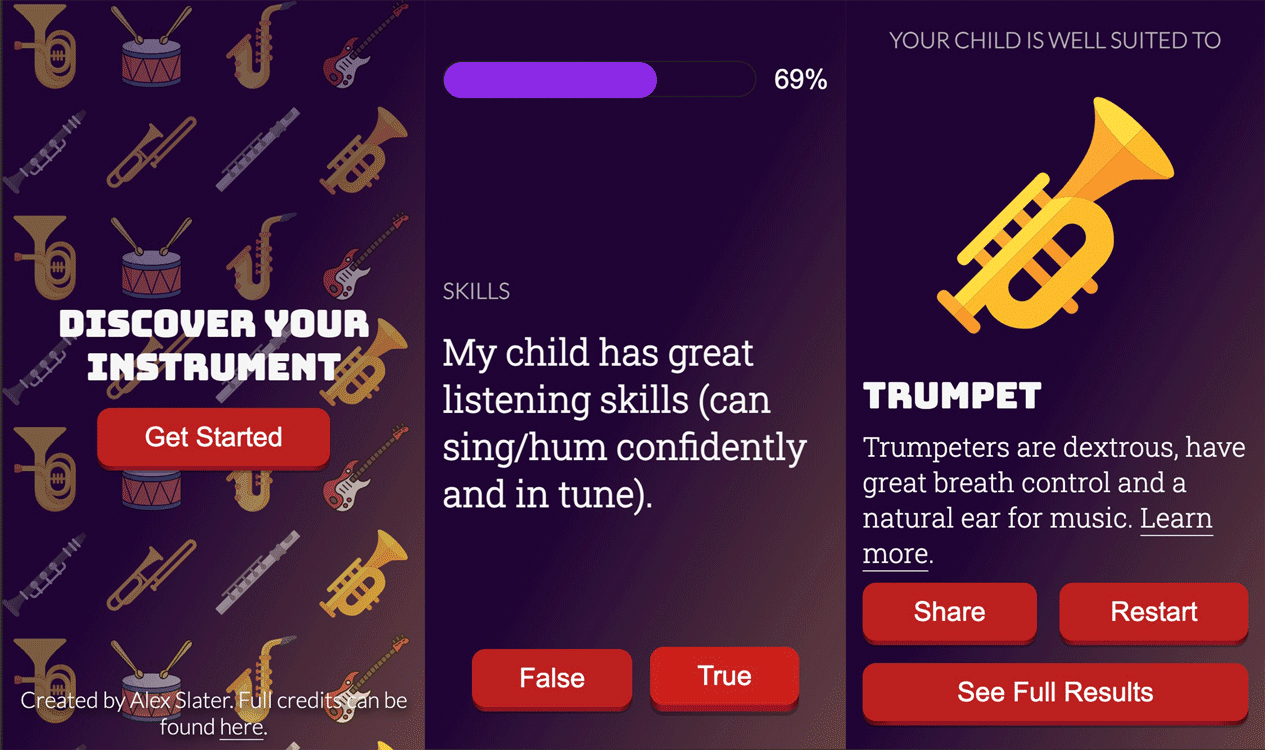 DISCOVER YOUR
INSTRUMENT
Get Started
Created by Alex Slater. Full credits can be
found here.
69%
SKILLS
My child has great
listening skills (can
sing/hum confidently
and in tune).
False
True
YOUR CHILD IS WELL SUITED TO
TRUMPET
Trumpeters are dextrous, have
great breath control and a
natural ear for music. Learn
more.
Share
Restart
See Full Results